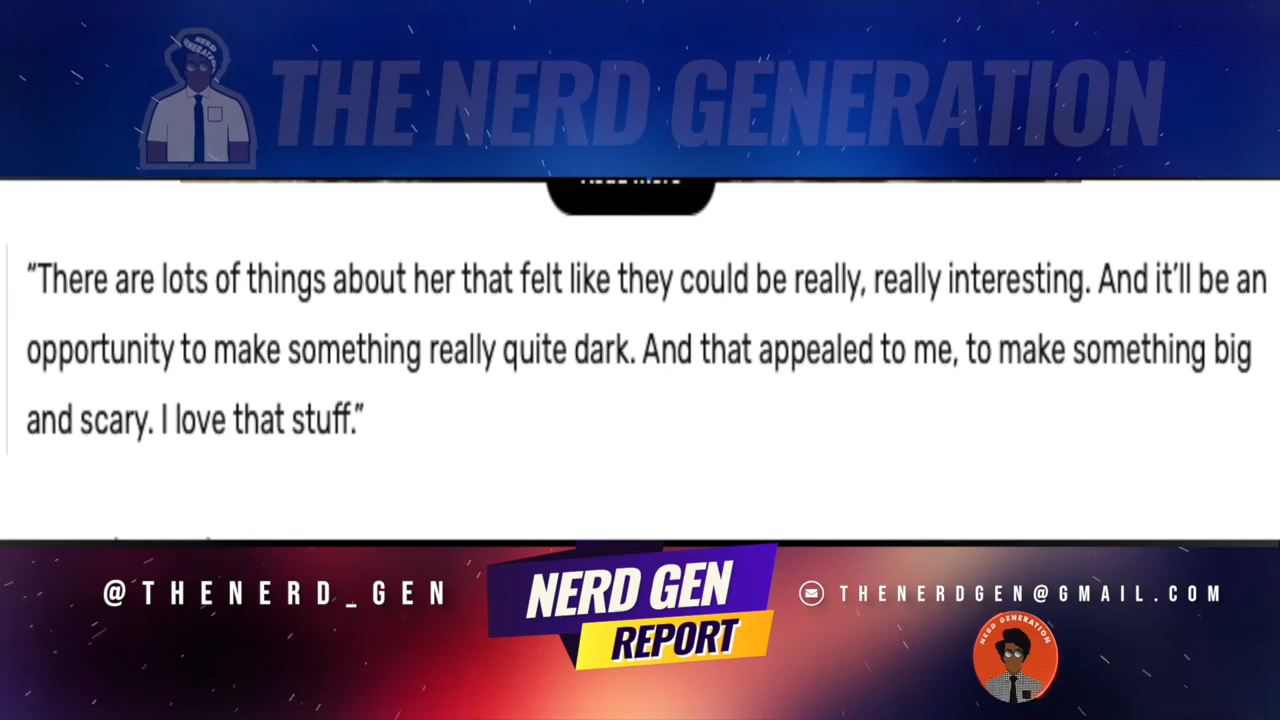 THE NERD GENERATION
“There are lots of things about her that felt like they could be really, really interesting. And it’ll be an
opportunity to make something really quite dark. And that appealed to me, to make something big
and scary. I love that stuff.”
@THENERD_GEN
NERD GEN
REPORT
THENERDGEN@GMAIL.COM
NERD GENERATION